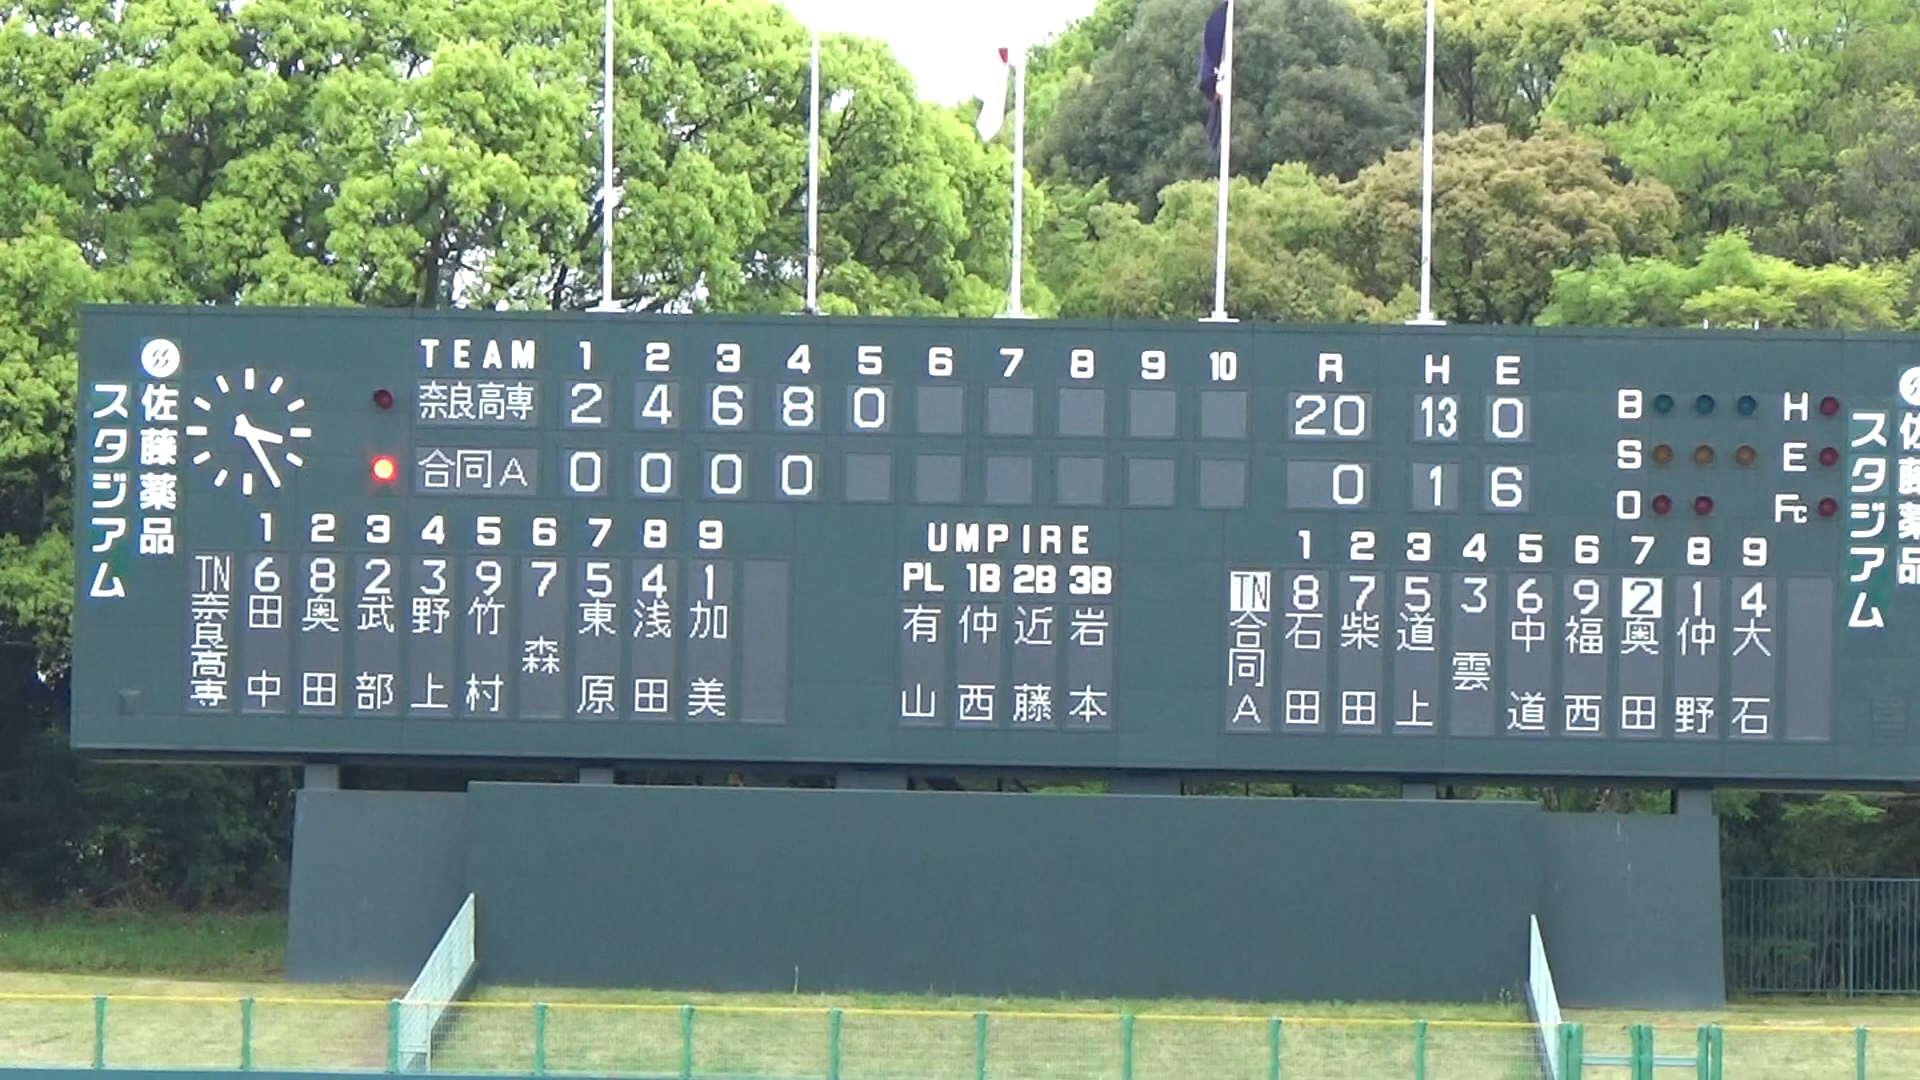 佐藤薬品
スタジアム
TEAM 1 2 3 4 5 6 7 8 9 10 R H E
奈良高専 2 4 6 8 0 20 13 0
合同A 0 0 0 0 0 1 6
B H
S E
O Fc
1 2 3 4 5 6 7 8 9
TN 6 8 2 3 9 7 5 4 1
奈良高専 田中 奥田 武部 野上 竹村 森 東原 浅田 加美
UMPIRE
PL 1B 2B 3B
有山 仲西 近藤 岩本
1 2 3 4 5 6 7 8 9
TN 8 7 5 3 6 9 2 1 4
合同A 石田 柴田 道上 雲 中道 福西 奥田 仲野 大石
佐藤薬品
スタジアム